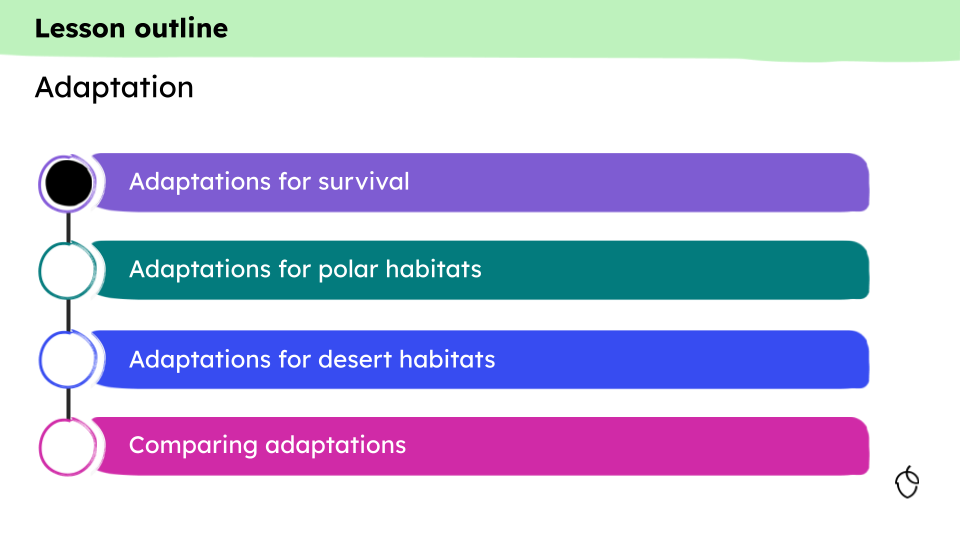 Lesson outline
Adaptation
Adaptations for survival
Adaptations for polar habitats
Adaptations for desert habitats
Comparing adaptations